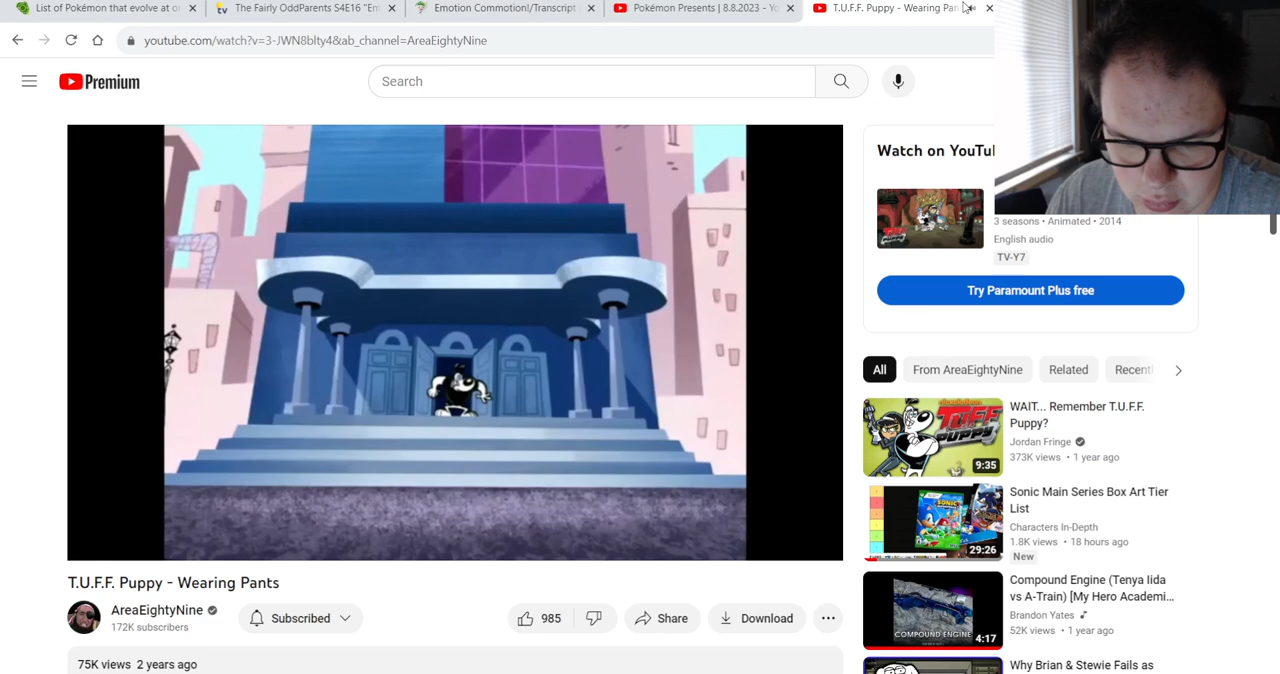 List of Pokémon that evolve at or
The Fairly OddParents S4E16 "Em
Emotion Commotion!/Transcript
Pokémon Presents | 8.8.2023 - Yo
T.U.F.F. Puppy - Wearing Pan
youtube.com/watch?v=3-JWN8blty4&ab_channel=AreaEightyNine
Premium
Search
Watch on YouTu
3 seasons • Animated • 2014
English audio
TV-Y7
Try Paramount Plus free
All
From AreaEightyNine
Related
Recent
WAIT... Remember T.U.F.F.
Puppy?
Jordan Fringe
373K views • 1 year ago
T.U.F.F.
PUPPY
9:35
Sonic Main Series Box Art Tier
List
Characters In-Depth
1.8K views • 18 hours ago
New
29:26
Compound Engine (Tenya Iida
vs A-Train) [My Hero Academi...
Brandon Yates
52K views • 1 year ago
COMPOUND ENGINE
4:17
Why Brian & Stewie Fails as
T.U.F.F. Puppy - Wearing Pants
AreaEightyNine
172K subscribers
Subscribed
985
Share
Download
75K views 2 years ago